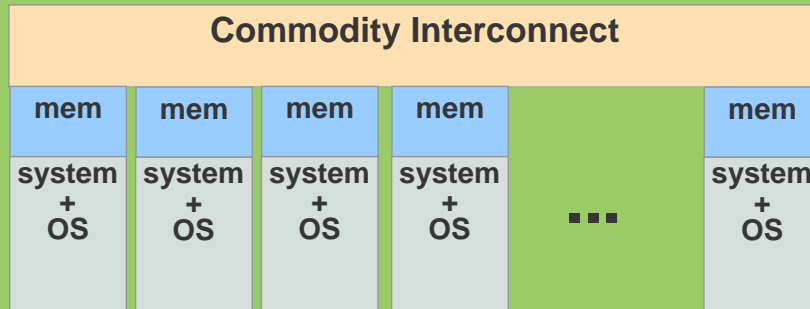 Commodity Interconnect
mem mem mem mem mem
system system system system system
+ + + + +
OS OS OS OS ... OS